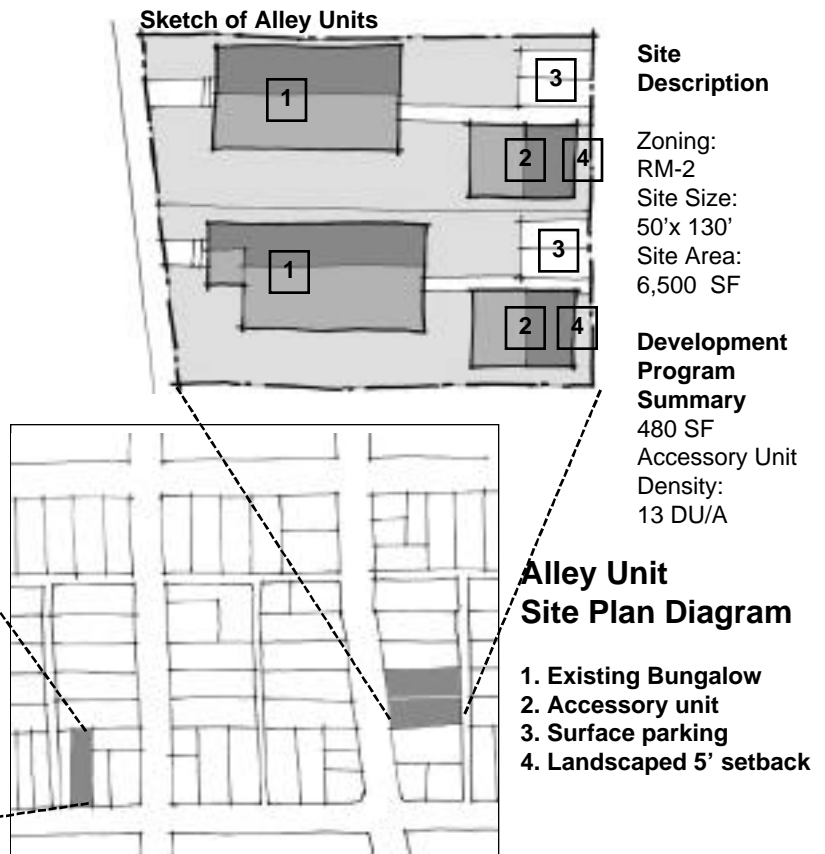 Sketch of Alley Units
1
3
2
4
1
3
2
4
Site
Description
Zoning:
RM-2
Site Size:
50'x 130'
Site Area:
6,500 SF
Development
Program
Summary
480 SF
Accessory Unit
Density:
13 DU/A
Alley Unit
Site Plan Diagram
1. Existing Bungalow
2. Accessory unit
3. Surface parking
4. Landscaped 5' setback